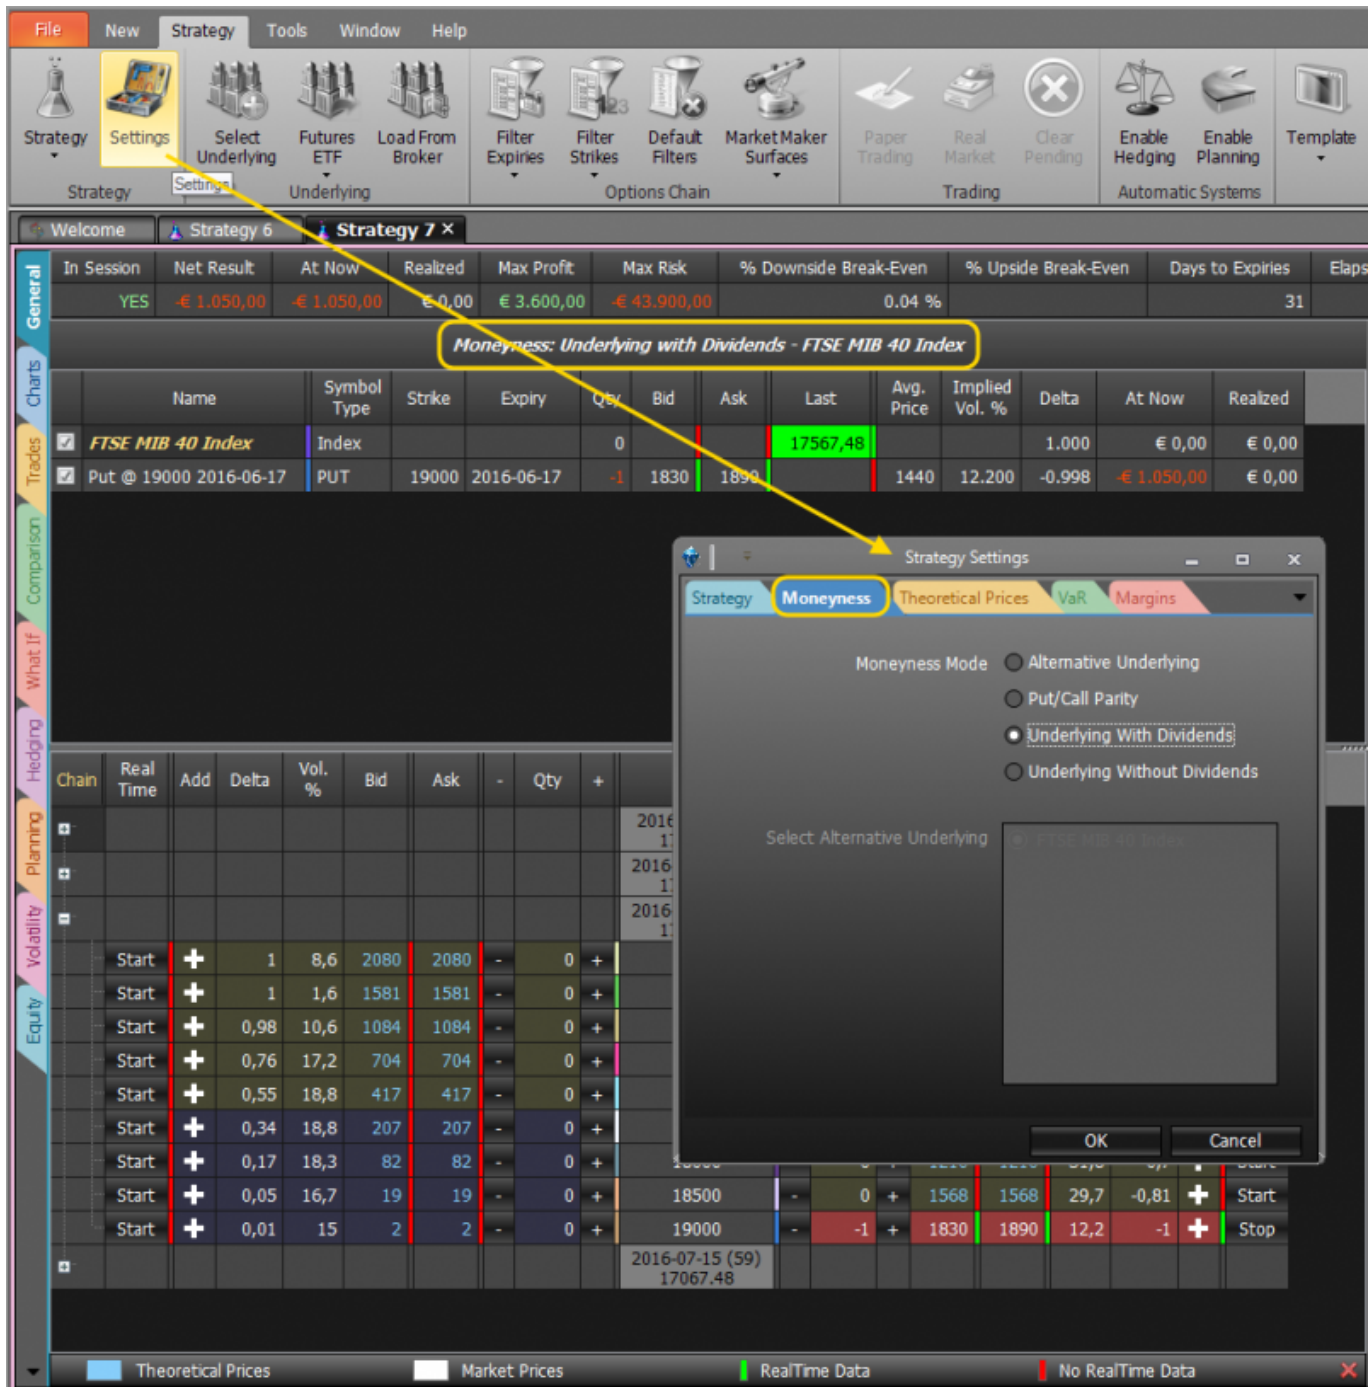 File New Strategy Tools Window Help
Strategy Settings Select Underlying Futures ETF Load From Broker Filter Expiries Filter Strikes Default Filters MarketMaker Surfaces Paper Trading Real Market Clear Pending Enable Hedging Enable Planning Template
Strategy Settings Underlying Options Chain Trading Automatic Systems
Welcome Strategy 6 Strategy 7 ×
General
Charts
Trades
Comparison
What If
Hedging
Planning
Volatility
Equity
In Session Net Result At Now Realized Max Profit Max Risk % Downside Break-Even % Upside Break-Even Days to Expiries Elaps
YES -€ 1.050,00 -€ 1.050,00 € 0,00 € 3.600,00 -€ 43.900,00 0.04 % 31
Moneyness: Underlying with Dividends - FTSE MIB 40 Index
Name Symbol Type Strike Expiry Qty Bid Ask Last Avg. Price Implied Vol. % Delta At Now Realized
FTSE MIB 40 Index Index 0 17567,48 1.000 € 0,00 € 0,00
Put @ 19000 2016-06-17 PUT 19000 2016-06-17 -1 1830 1890 1440 12.200 -0.998 -€ 1.050,00 € 0,00
Strategy Settings
Strategy Moneyness Theoretical Prices VaR Margins
Moneyness Mode Alternative Underlying
Put/Call Parity
Underlying With Dividends
Underlying Without Dividends
Select Alternative Underlying FTSE MIB 40 Index
OK Cancel
Chain Real Time Add Delta Vol. % Bid Ask - Qty +
Start + 1 8,6 2080 2080 - 0 +
Start + 1 1,6 1581 1581 - 0 +
Start + 0,98 10,6 1084 1084 - 0 +
Start + 0,76 17,2 704 704 - 0 +
Start + 0,55 18,8 417 417 - 0 +
Start + 0,34 18,8 207 207 - 0 +
Start + 0,17 18,3 82 82 - 0 +
Start + 0,05 16,7 19 19 - 0 + 18500 - 0 + 1568 1568 29,7 -0,81 + Start
Start + 0,01 15 2 2 - 0 + 19000 - -1 + 1830 1890 12,2 -1 + Stop
2016-07-15 (59)
17067.48
Theoretical Prices Market Prices RealTime Data No RealTime Data